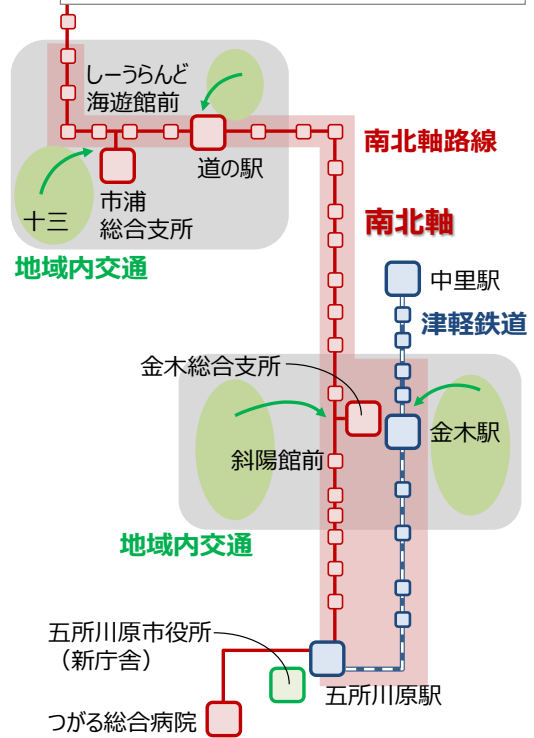 しーうらんど
海遊館前
道の駅
市浦
総合支所
十三
地域内交通
南北軸路線
南北軸
中里駅
津軽鉄道
金木総合支所
金木駅
斜陽館前
地域内交通
五所川原市役所
（新庁舎）
五所川原駅
つがる総合病院